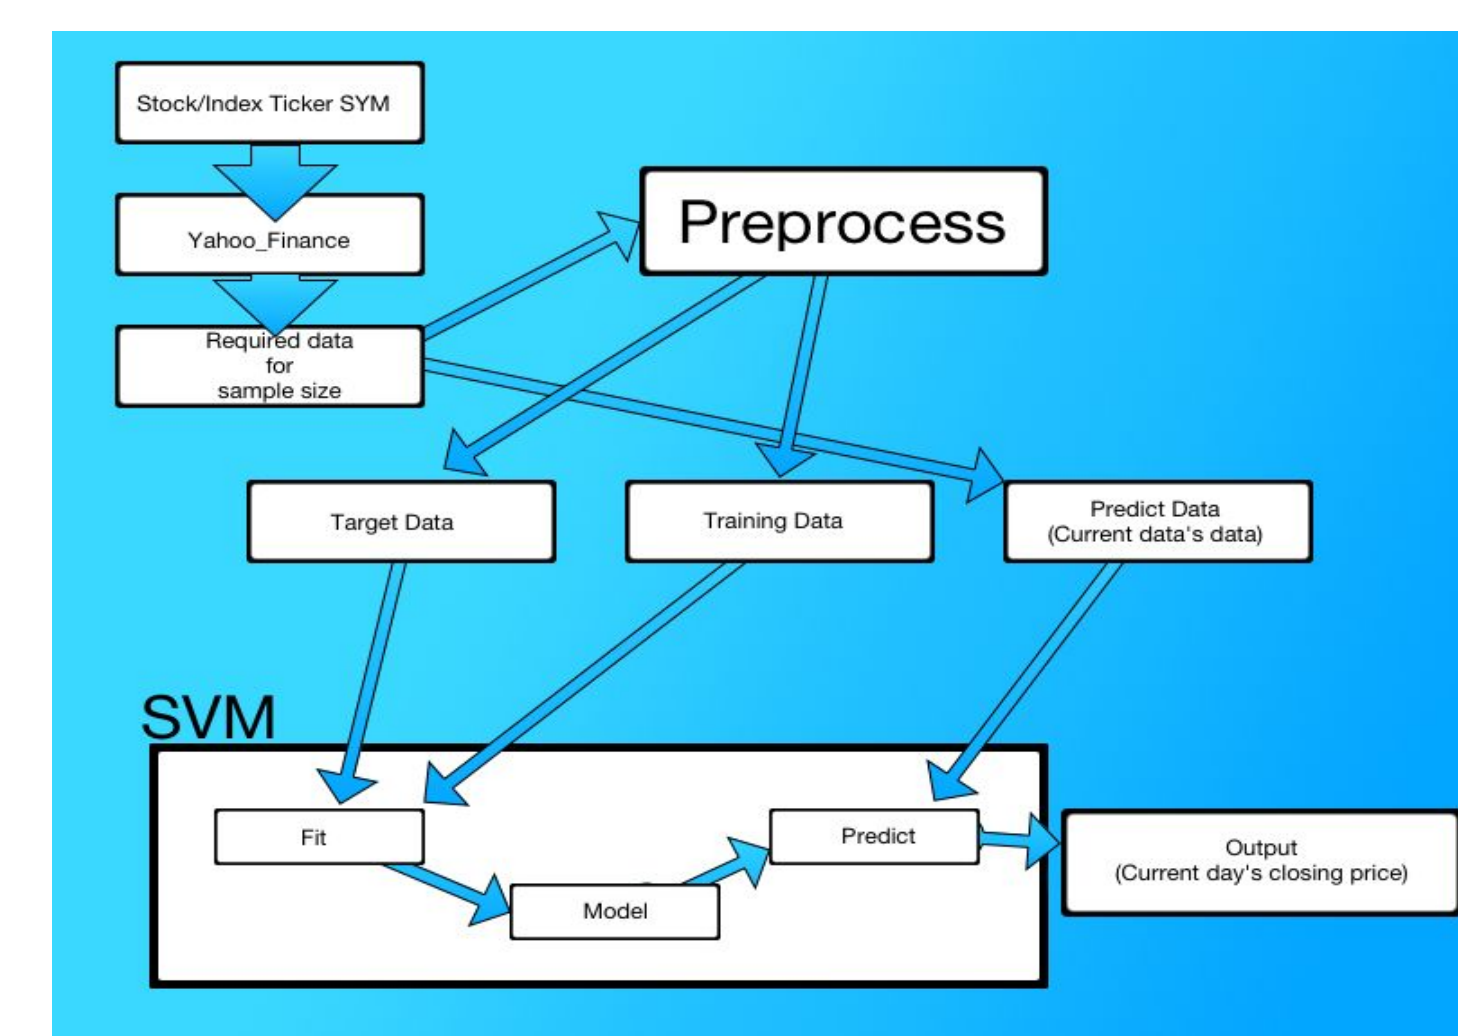 Stock/Index Ticker SYM
Yahoo_Finance
Required data
for
sample size
Preprocess
Target Data
Training Data
Predict Data
(Current data's data)
SVM
Fit
Model
Predict
Output
(Current day's closing price)